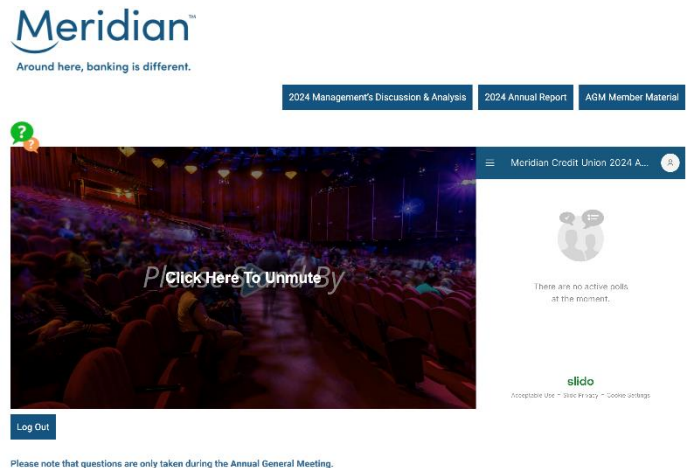 Meridian™
Around here, banking is different.
2024 Management's Discussion & Analysis
2024 Annual Report
AGM Member Material
?
?
Meridian Credit Union 2024 A...
Please Stand By
Click Here To Unmute
There are no active polls
at the moment.
slido
Acceptable Use - Slido Privacy - Cookie Settings
Log Out
Please note that questions are only taken during the Annual General Meeting.